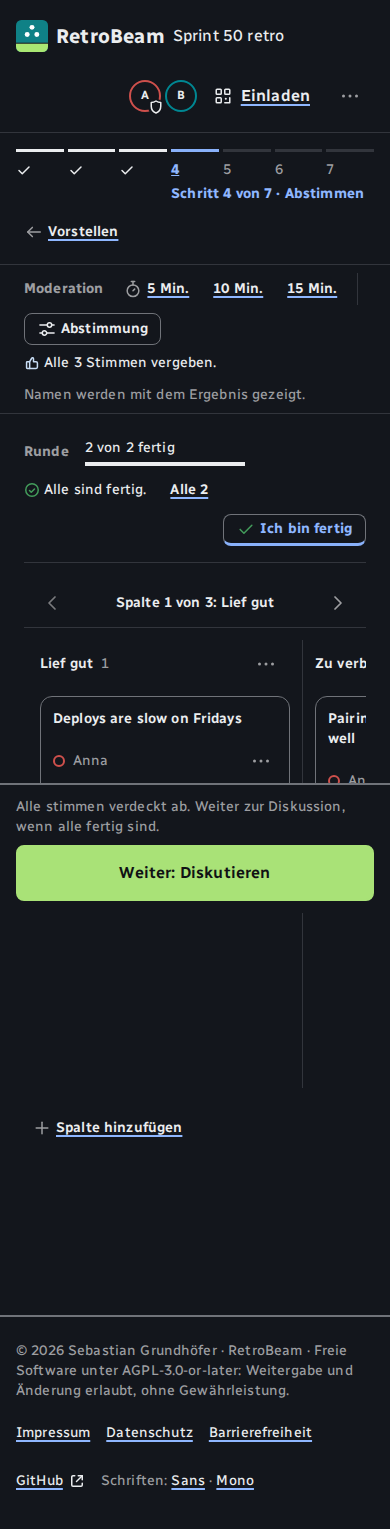 RetroBeam Sprint 50 retro
A B Einladen
4 5 6 7
Schritt 4 von 7 · Abstimmen
Vorstellen
Moderation 5 Min. 10 Min. 15 Min.
Abstimmung
Alle 3 Stimmen vergeben.
Namen werden mit dem Ergebnis gezeigt.
Runde 2 von 2 fertig
Alle sind fertig. Alle 2
Ich bin fertig
Spalte 1 von 3: Lief gut
Lief gut 1
Zu verb
Deploys are slow on Fridays
Anna
Pairin
well
An
Alle stimmen verdeckt ab. Weiter zur Diskussion,
wenn alle fertig sind.
Weiter: Diskutieren
Spalte hinzufügen
© 2026 Sebastian Grundhöfer · RetroBeam · Freie
Software unter AGPL-3.0-or-later: Weitergabe und
Änderung erlaubt, ohne Gewährleistung.
Impressum Datenschutz Barrierefreiheit
GitHub Schriften: Sans · Mono